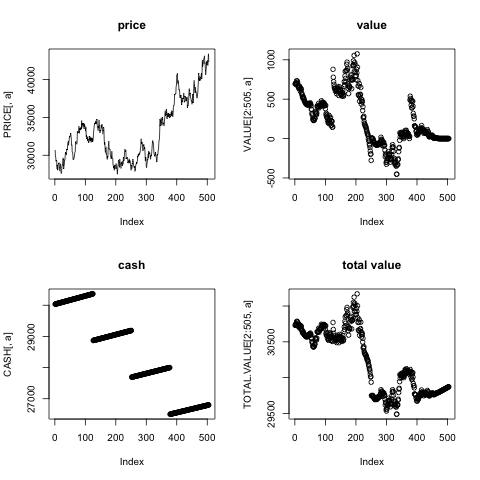 price
PRICE[, a]
30000 35000 40000
0 100 200 300 400 500
Index
value
VALUE[2:505, a]
-500 0 500 1000
0 100 200 300 400 500
Index
cash
CASH[, a]
27000 29000
0 100 200 300 400 500
Index
total value
TOTAL.VALUE[2:505, a]
29500 30500
0 100 200 300 400 500
Index